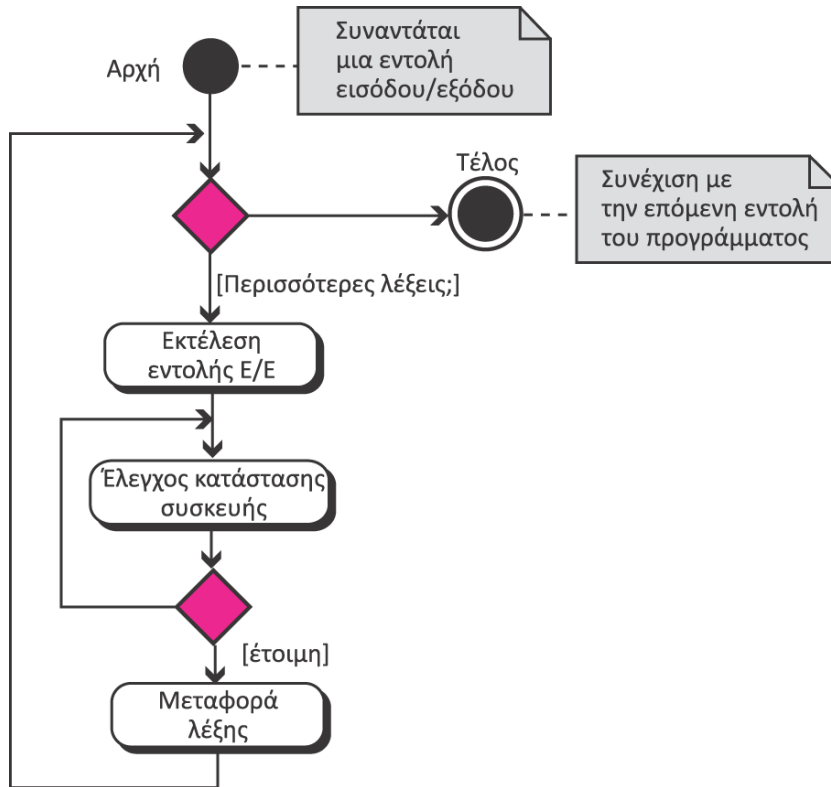 Συναντάται
μια εντολή
εισόδου/εξόδου
Αρχή
Τέλος
Συνέχιση με
την επόμενη εντολή
του προγράμματος
[Περισσότερες λέξεις;]
Εκτέλεση
εντολής Ε/Ε
Έλεγχος κατάστασης
συσκευής
[έτοιμη]
Μεταφορά
λέξης